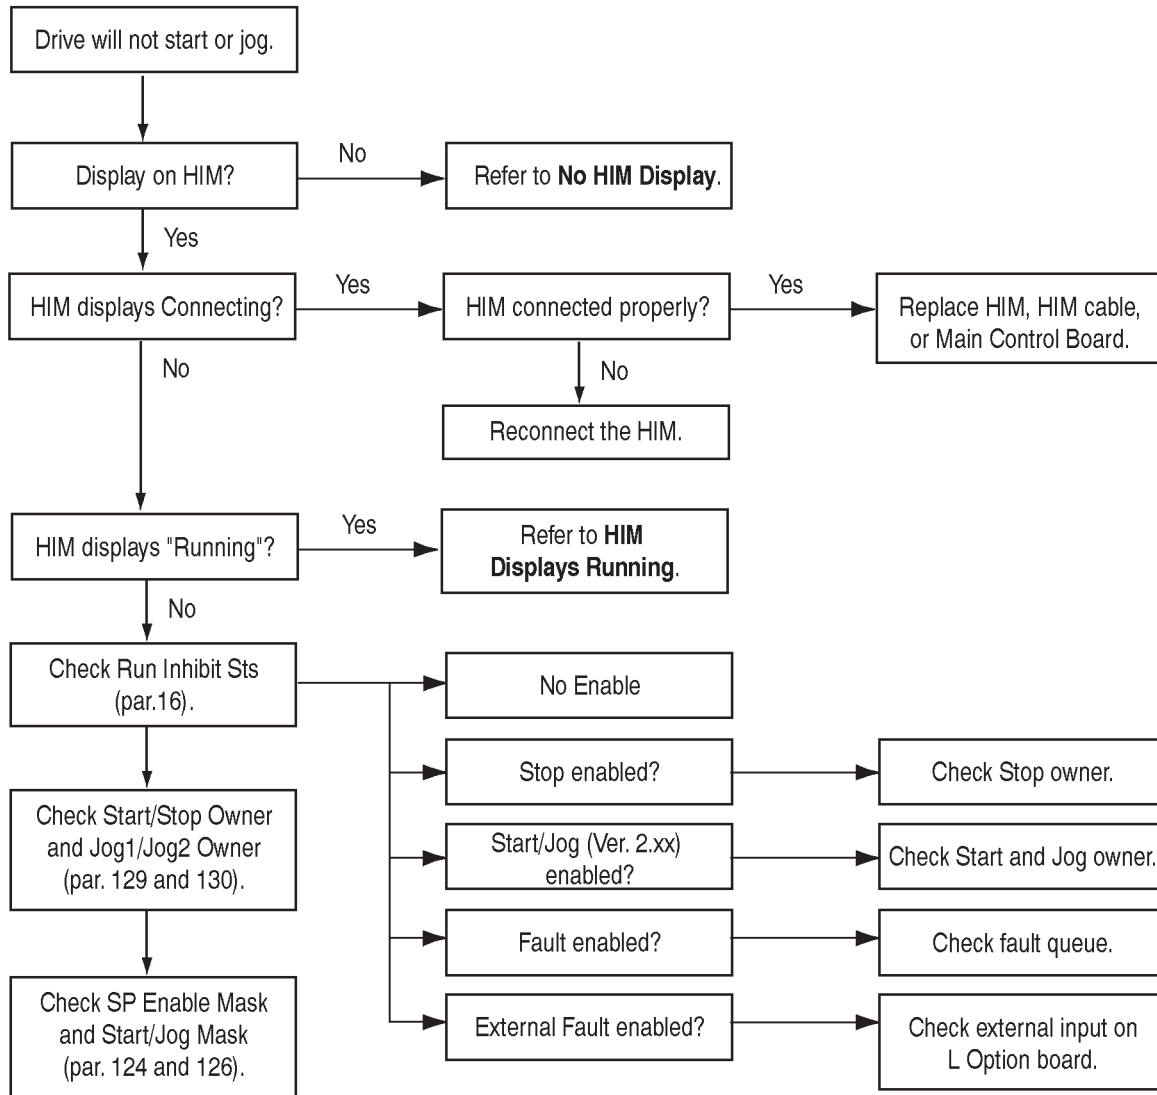 Drive will not start or jog.
Display on HIM?
No
Refer to No HIM Display.
Yes
HIM displays Connecting?
Yes
HIM connected properly?
Yes
Replace HIM, HIM cable,
or Main Control Board.
No
No
Reconnect the HIM.
HIM displays "Running"?
Yes
Refer to HIM
Displays Running.
No
Check Run Inhibit Sts
(par.16).
No Enable
Stop enabled?
Check Stop owner.
Check Start/Stop Owner
and Jog1/Jog2 Owner
(par. 129 and 130).
Start/Jog (Ver. 2.xx)
enabled?
Check Start and Jog owner.
Fault enabled?
Check fault queue.
Check SP Enable Mask
and Start/Jog Mask
(par. 124 and 126).
External Fault enabled?
Check external input on
L Option board.